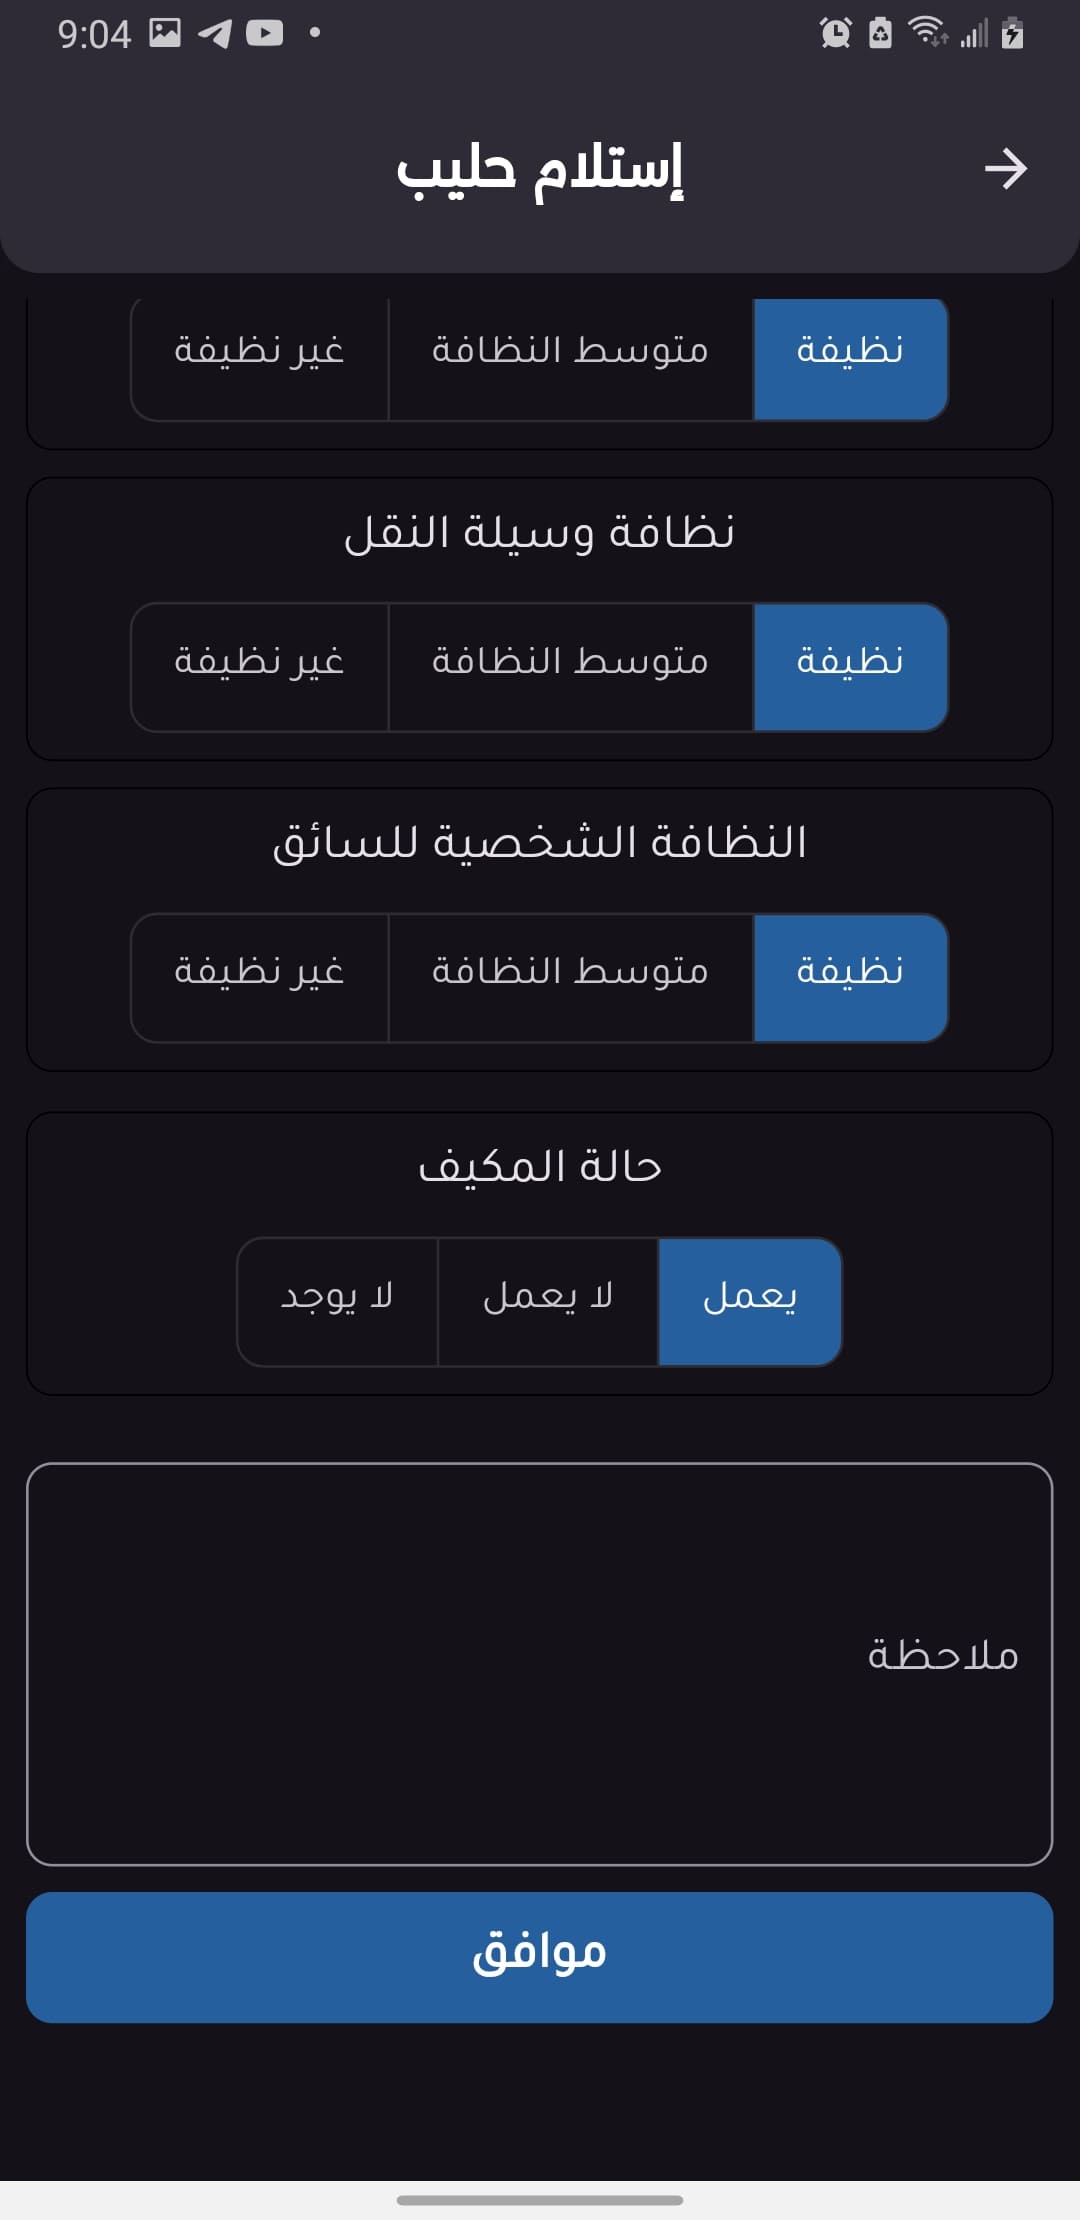 9:04
إستلام حليب
نظيفة متوسط النظافة غير نظيفة
نظافة وسيلة النقل
نظيفة متوسط النظافة غير نظيفة
النظافة الشخصية للسائق
نظيفة متوسط النظافة غير نظيفة
حالة المكيف
يعمل لا يعمل لا يوجد
ملاحظة
موافق